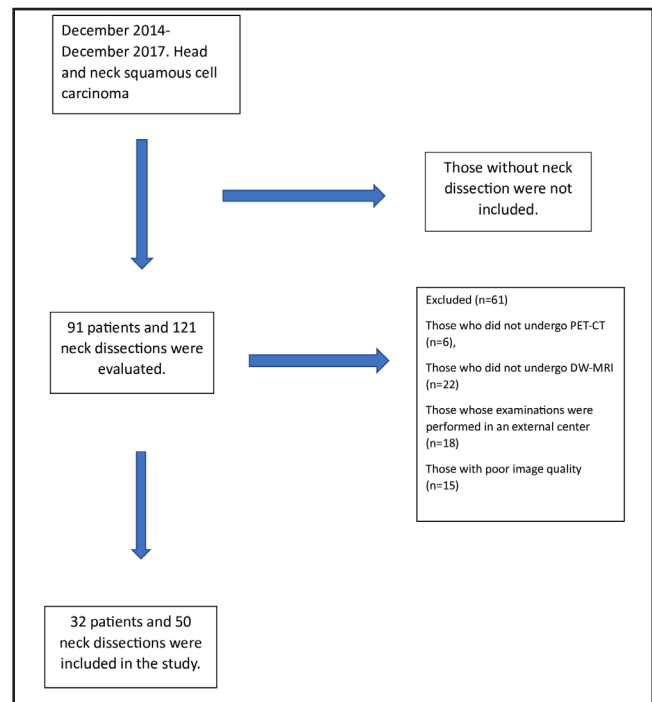 December 2014-
December 2017. Head
and neck squamous cell
carcinoma
Those without neck
dissection were not
included.
91 patients and 121
neck dissections were
evaluated.
Excluded (n=61)
Those who did not undergo PET-CT
(n=6),
Those who did not undergo DW-MRI
(n=22)
Those whose examinations were
performed in an external center
(n=18)
Those with poor image quality
(n=15)
32 patients and 50
neck dissections were
included in the study.